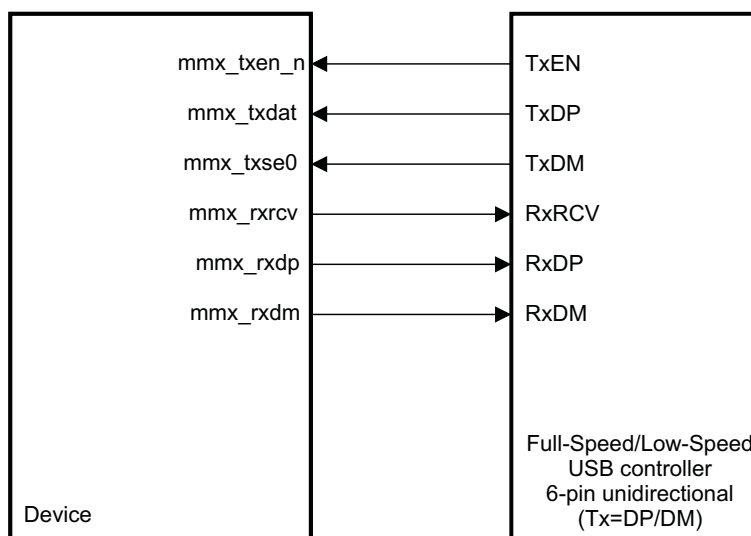 mmx_txen_n TxEN
mmx_txdat TxDP
mmx_txse0 TxDM
mmx_rxrcv RxRCV
mmx_rxdp RxDP
mmx_rxdm RxDM
Full-Speed/Low-Speed
USB controller
6-pin unidirectional
(Tx=DP/DM)
Device